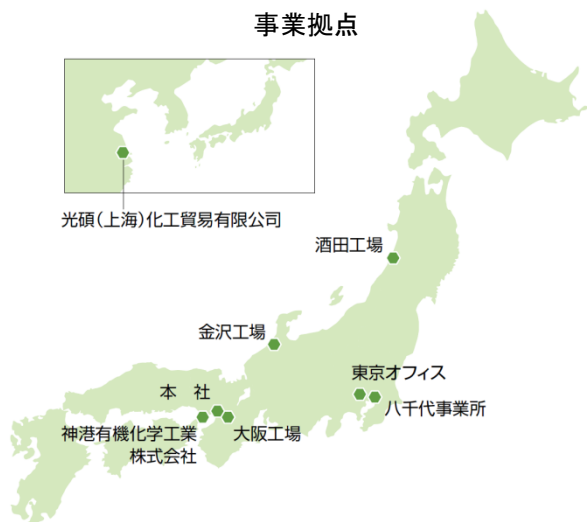 事業拠点
光碩(上海)化工貿易有限公司
酒田工場
金沢工場
東京オフィス
本 社
八千代事業所
神港有機化学工業
株式会社
大阪工場